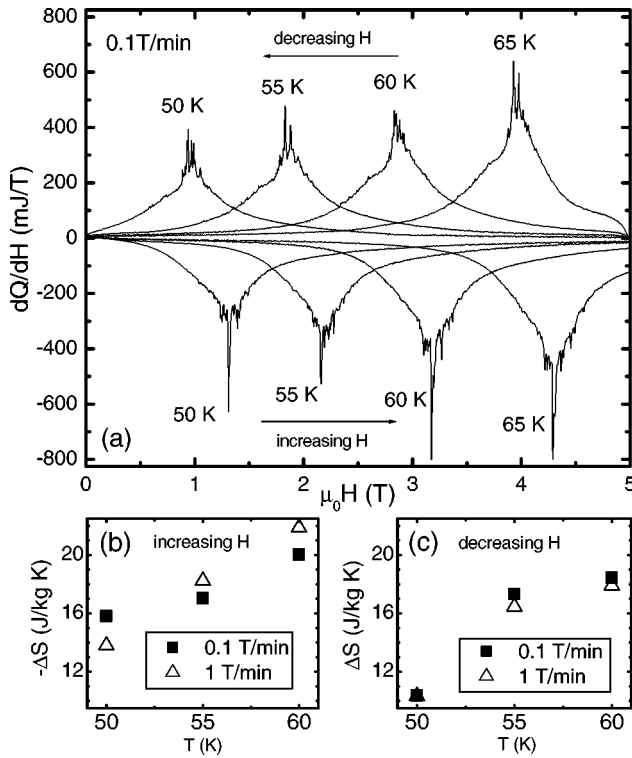 800
600
400
200
0
-200
-400
-600
-800
dQ/dH (mJ/T)
0.1T/min
decreasing H
50 K
55 K
60 K
65 K
50 K
55 K
60 K
65 K
increasing H
(a)
0
1
2
3
4
5
μ₀H (T)
(b)
increasing H
20
16
12
-ΔS (J/kg K)
0.1 T/min
1 T/min
50
55
60
T (K)
(c)
decreasing H
20
16
12
ΔS (J/kg K)
0.1 T/min
1 T/min
50
55
60
T (K)